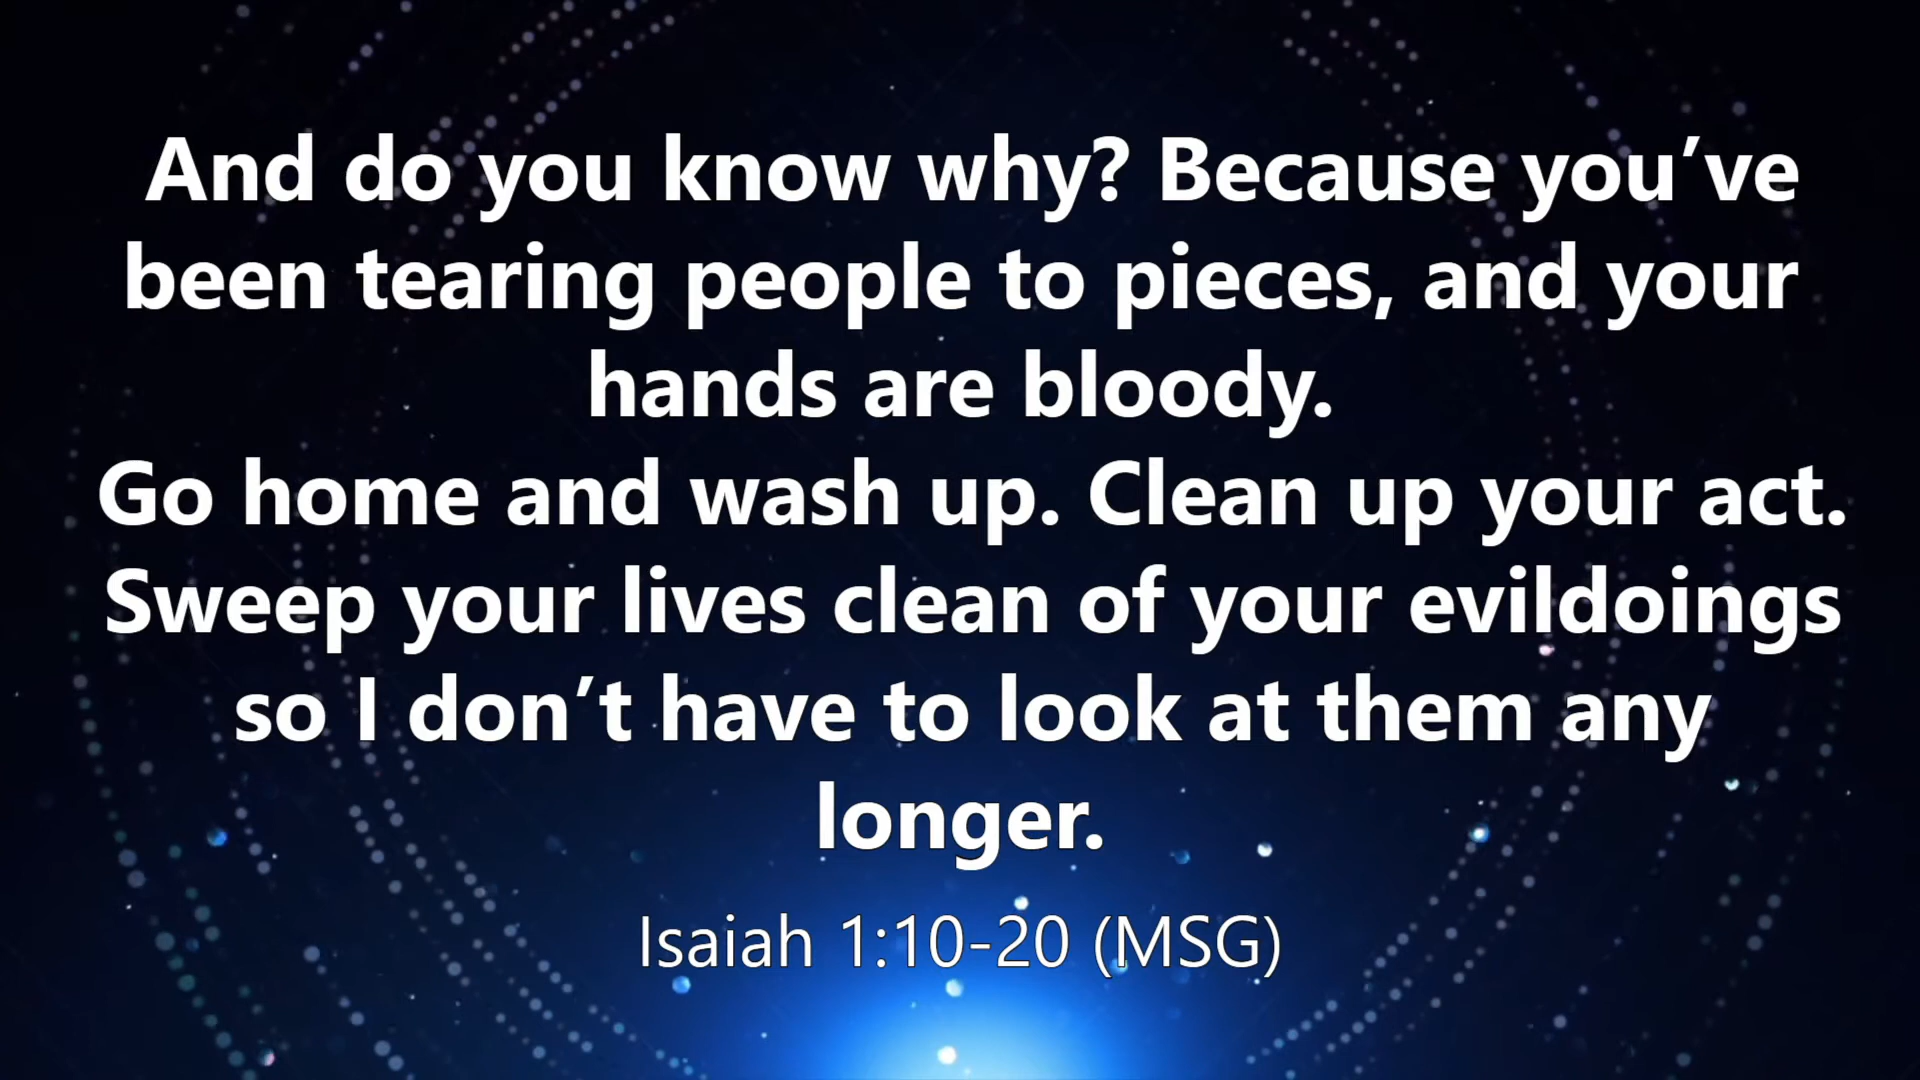 And do you know why? Because you’ve
been tearing people to pieces, and your
hands are bloody.
Go home and wash up. Clean up your act.
Sweep your lives clean of your evildoings
so I don’t have to look at them any
longer.
Isaiah 1:10-20 (MSG)